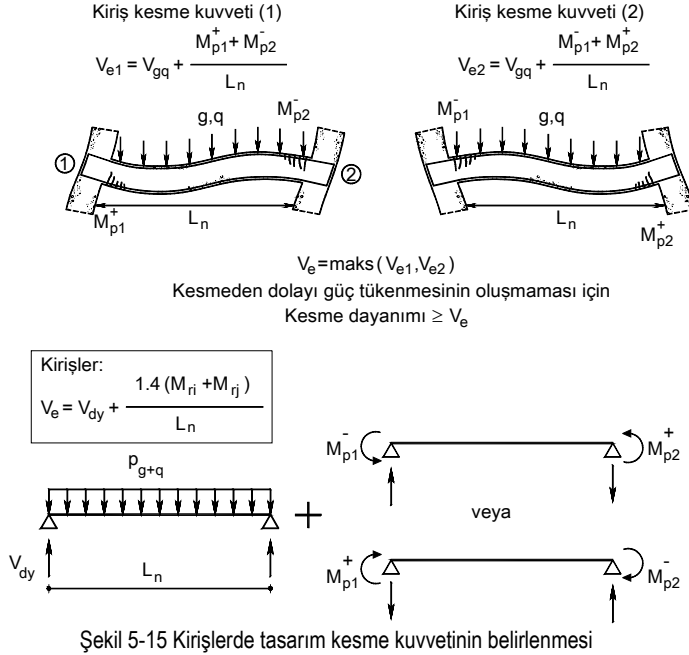 Kiriş kesme kuvveti (1)
V_e1 = V_gq + (M⁺_p1 + M⁻_p2) / L_n
Kiriş kesme kuvveti (2)
V_e2 = V_gq + (M⁻_p1 + M⁺_p2) / L_n
g,q
M⁻_p2
1
2
M⁺_p1
L_n
M⁻_p1
g,q
L_n
M⁺_p2
V_e=maks(V_e1,V_e2)
Kesmeden dolayı güç tükenmesinin oluşmaması için
Kesme dayanımı ≥ V_e
Kirişler:
V_e = V_dy + 1.4 (M_ri +M_rj ) / L_n
p_g+q
V_dy
L_n
+
M⁻_p1
M⁺_p2
veya
M⁺_p1
M⁻_p2
Şekil 5-15 Kirişlerde tasarım kesme kuvvetinin belirlenmesi